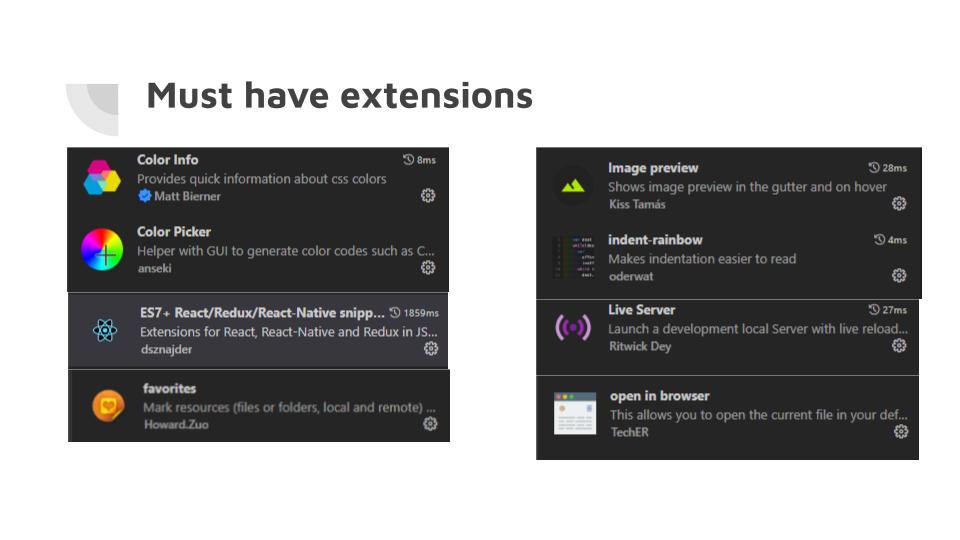 Must have extensions
Color Info 8ms
Provides quick information about css colors
Matt Bierner
Color Picker
Helper with GUI to generate color codes such as C...
anseki
ES7+ React/Redux/React-Native snipp... 1859ms
Extensions for React, React-Native and Redux in JS...
dsznajder
favorites
Mark resources (files or folders, local and remote) ...
Howard.Zuo
Image preview 28ms
Shows image preview in the gutter and on hover
Kiss Tamás
indent-rainbow 4ms
Makes indentation easier to read
oderwat
Live Server 27ms
Launch a development local Server with live reload...
Ritwick Dey
open in browser
This allows you to open the current file in your def...
TechER